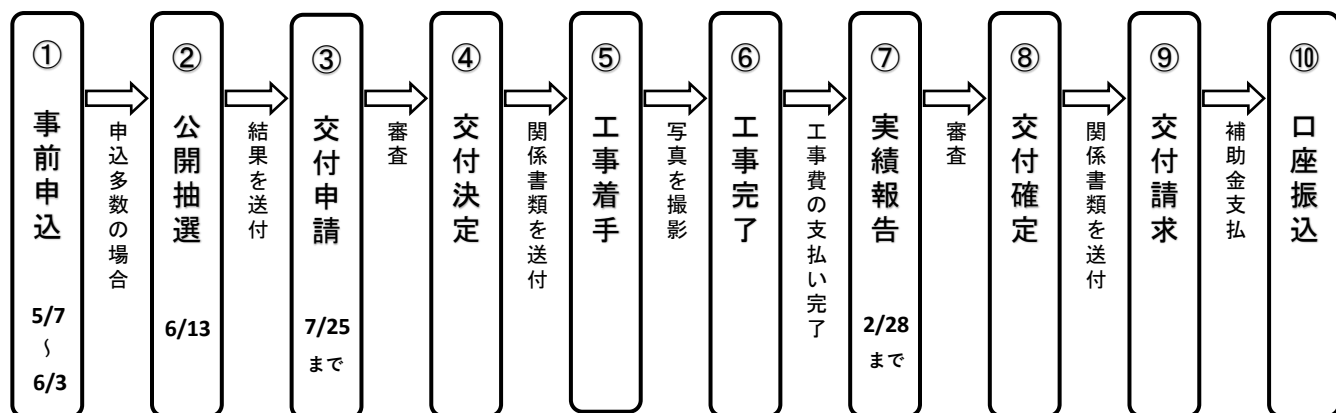 ①
事前申込
5/7
～
6/3
申込多数の場合
②
公開抽選
6/13
結果を送付
③
交付申請
7/25
まで
審査
④
交付決定
関係書類を送付
⑤
工事着手
写真を撮影
⑥
工事完了
工事費の支払い完了
⑦
実績報告
2/28
まで
審査
⑧
交付確定
関係書類を送付
⑨
交付請求
補助金支払
⑩
口座振込